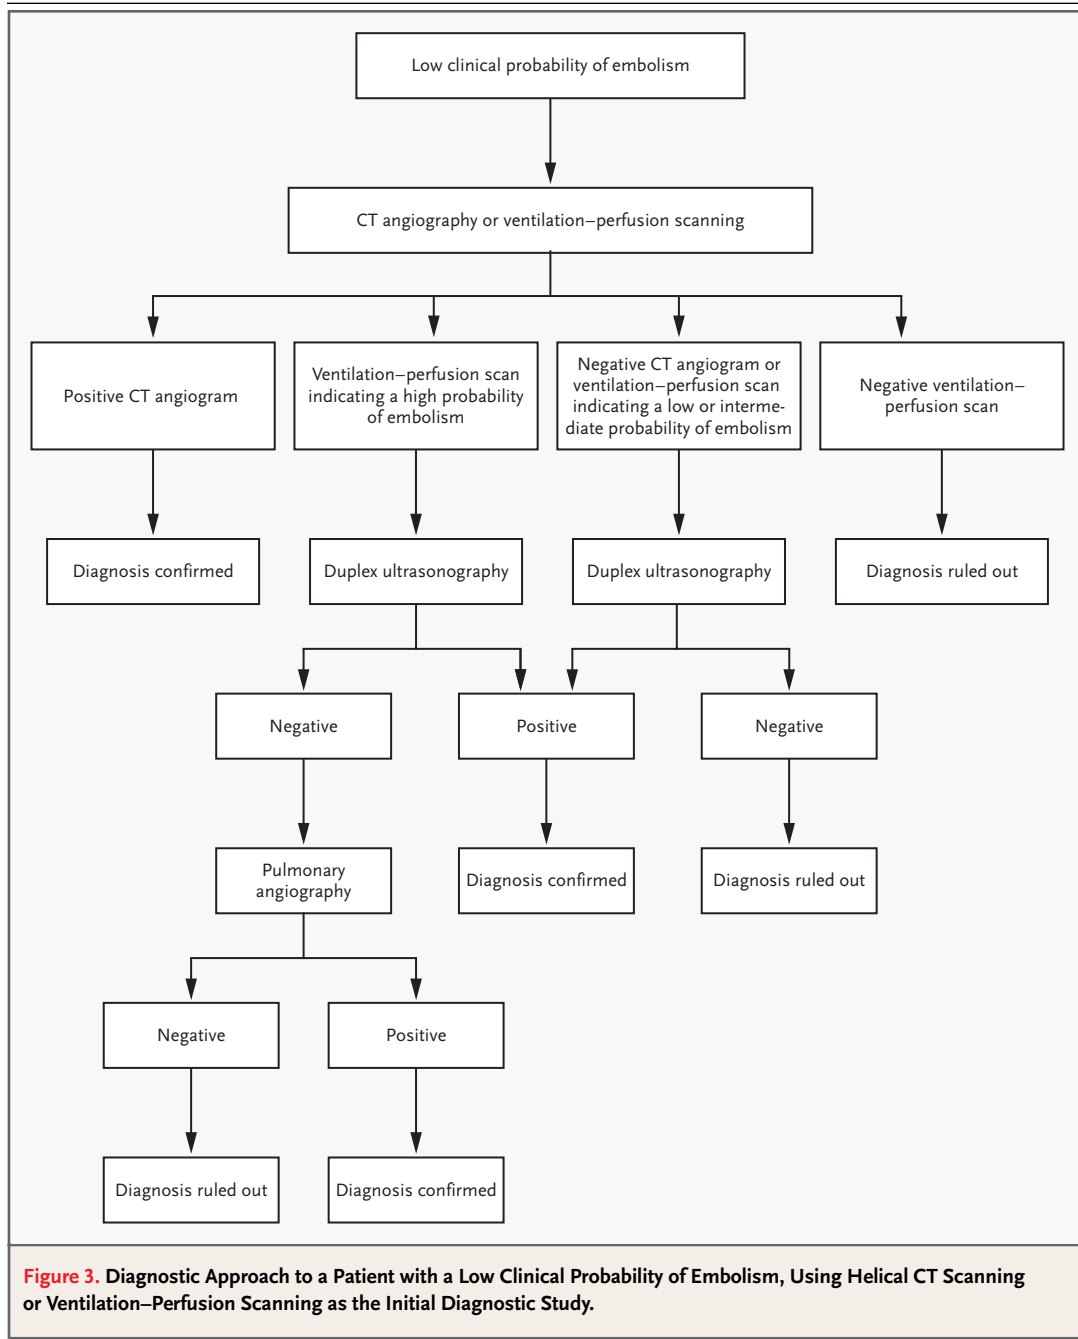 Low clinical probability of embolism
CT angiography or ventilation–perfusion scanning
Positive CT angiogram
Ventilation–perfusion scan
indicating a high probability
of embolism
Negative CT angiogram or
ventilation–perfusion scan
indicating a low or interme-
diate probability of embolism
Negative ventilation–
perfusion scan
Diagnosis confirmed
Duplex ultrasonography
Duplex ultrasonography
Diagnosis ruled out
Negative
Positive
Negative
Pulmonary
angiography
Diagnosis confirmed
Diagnosis ruled out
Negative
Positive
Diagnosis ruled out
Diagnosis confirmed
Figure 3. Diagnostic Approach to a Patient with a Low Clinical Probability of Embolism, Using Helical CT Scanning
or Ventilation–Perfusion Scanning as the Initial Diagnostic Study.